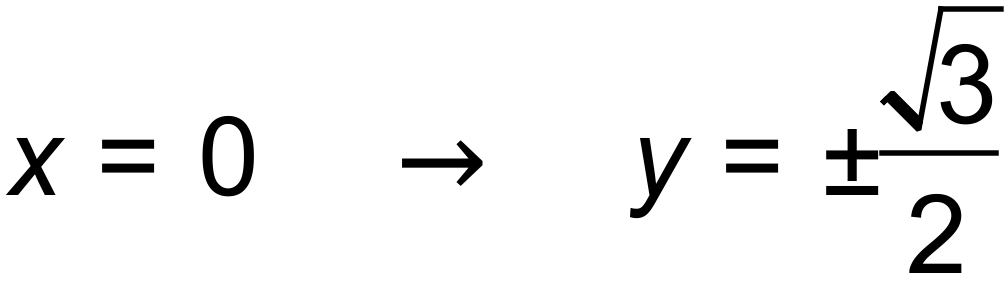 x = 0 → y = ±√3/2